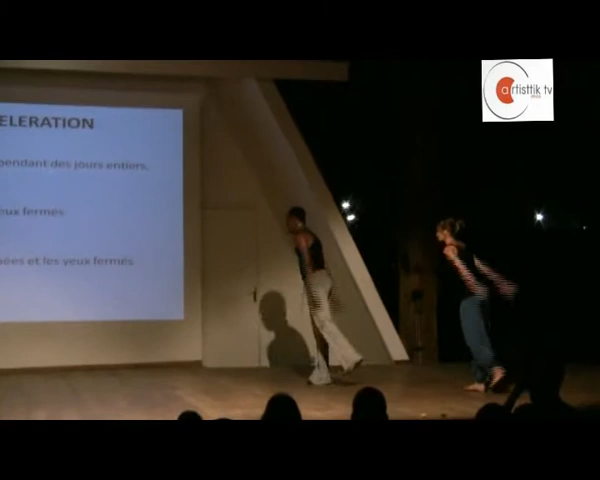 ELERATION
pendant des jours entiers.
eux fermés
ées et les yeux fermés
artisttik tv